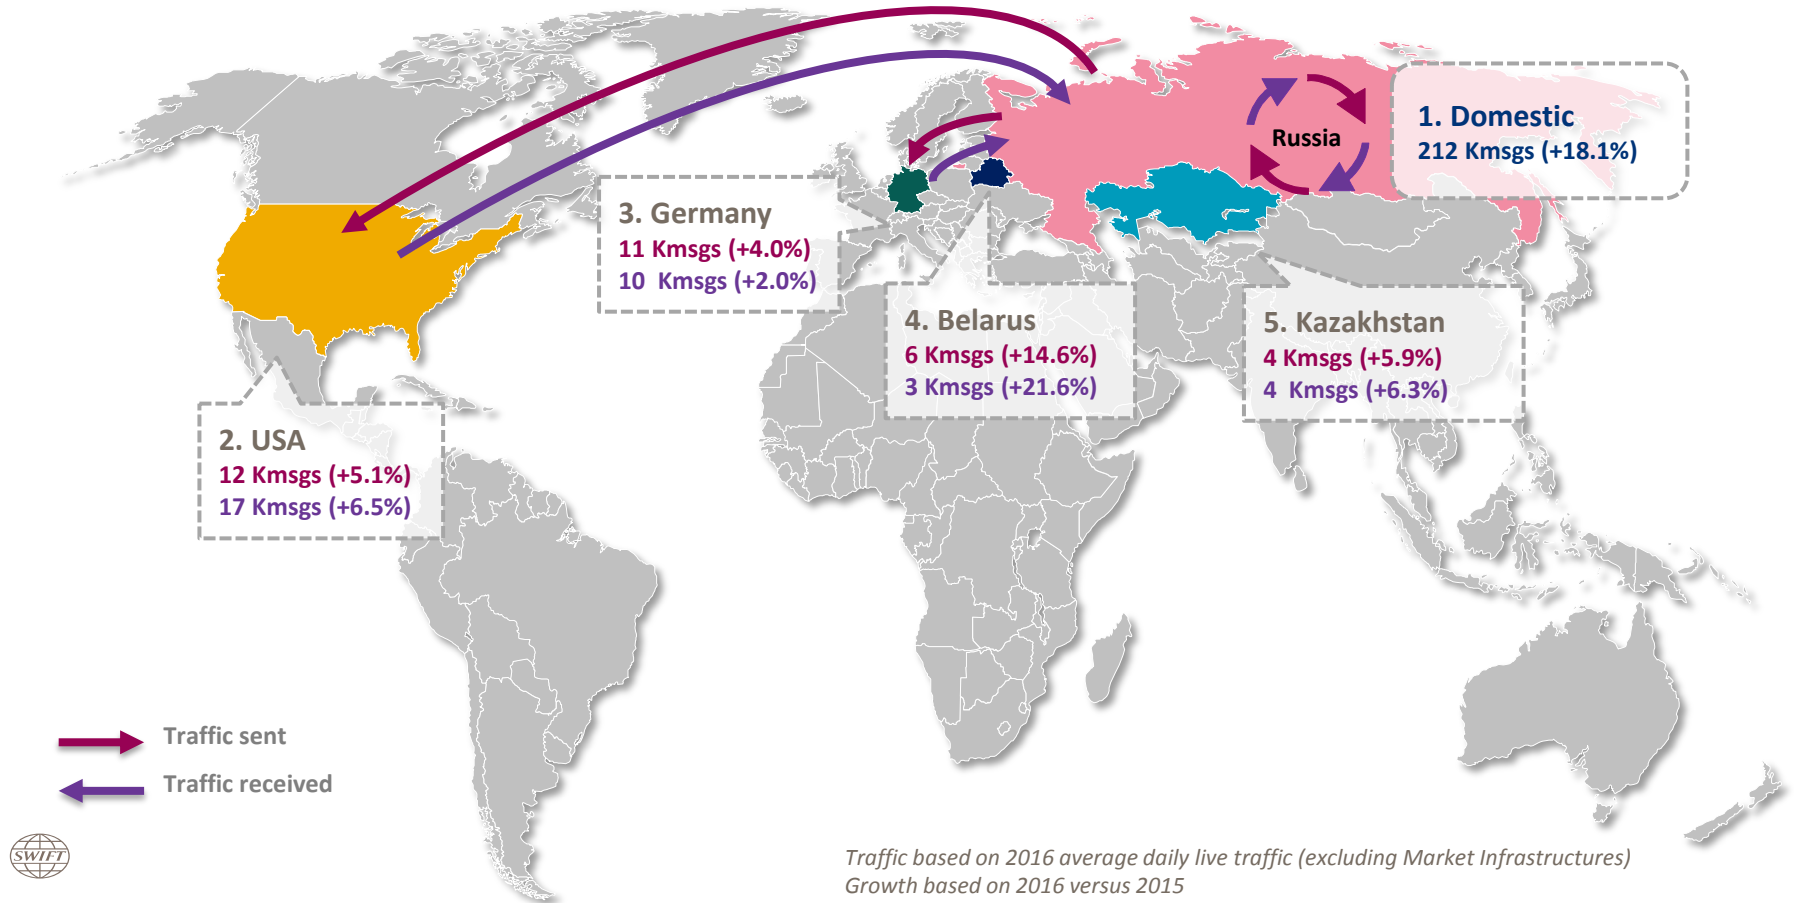 Russia
1. Domestic
212 Kmsgs (+18.1%)
3. Germany
11 Kmsgs (+4.0%)
10 Kmsgs (+2.0%)
4. Belarus
6 Kmsgs (+14.6%)
3 Kmsgs (+21.6%)
5. Kazakhstan
4 Kmsgs (+5.9%)
4 Kmsgs (+6.3%)
2. USA
12 Kmsgs (+5.1%)
17 Kmsgs (+6.5%)
Traffic sent
Traffic received
SWIFT
Traffic based on 2016 average daily live traffic (excluding Market Infrastructures)
Growth based on 2016 versus 2015